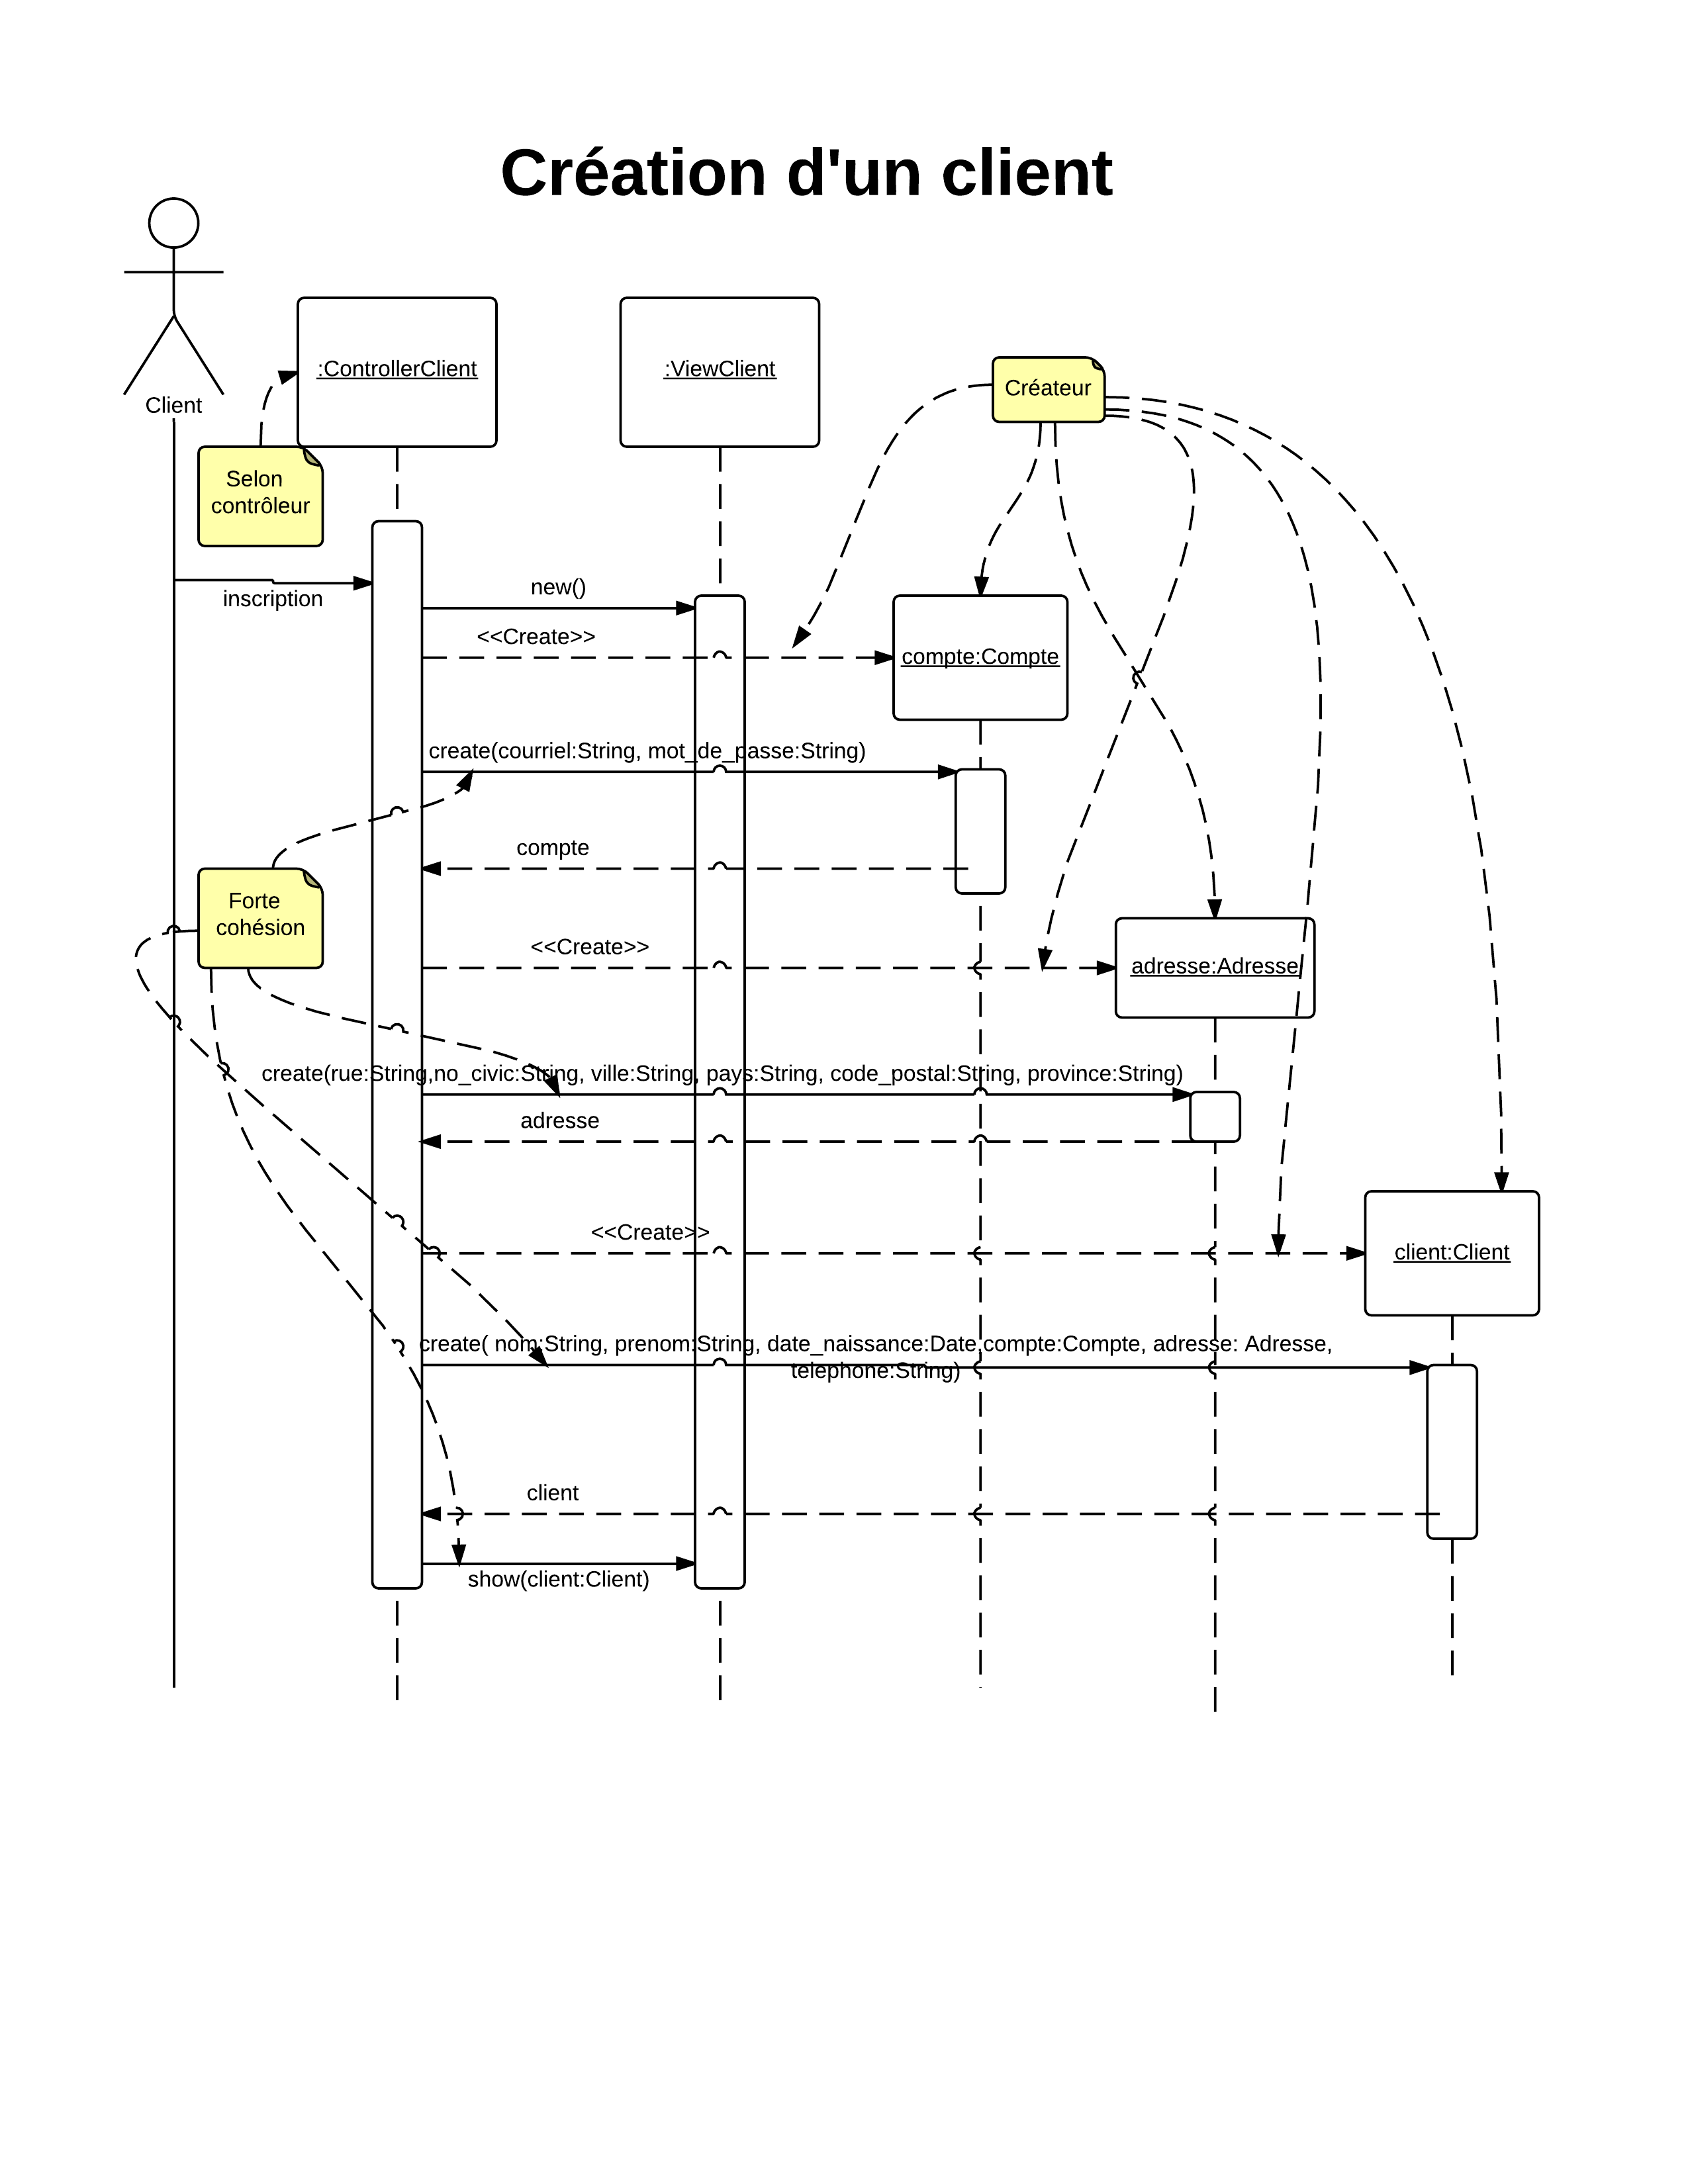 Création d'un client
:ControllerClient
:ViewClient
Créateur
Client
Selon
contrôleur
inscription
new()
<<Create>>
compte:Compte
create(courriel:String, mot_de_passe:String)
compte
Forte
cohésion
<<Create>>
adresse:Adresse
create(rue:String,no_civic:String, ville:String, pays:String, code_postal:String, province:String)
adresse
<<Create>>
client:Client
create( nom:String, prenom:String, date_naissance:Date,compte:Compte, adresse: Adresse,
telephone:String)
client
show(client:Client)